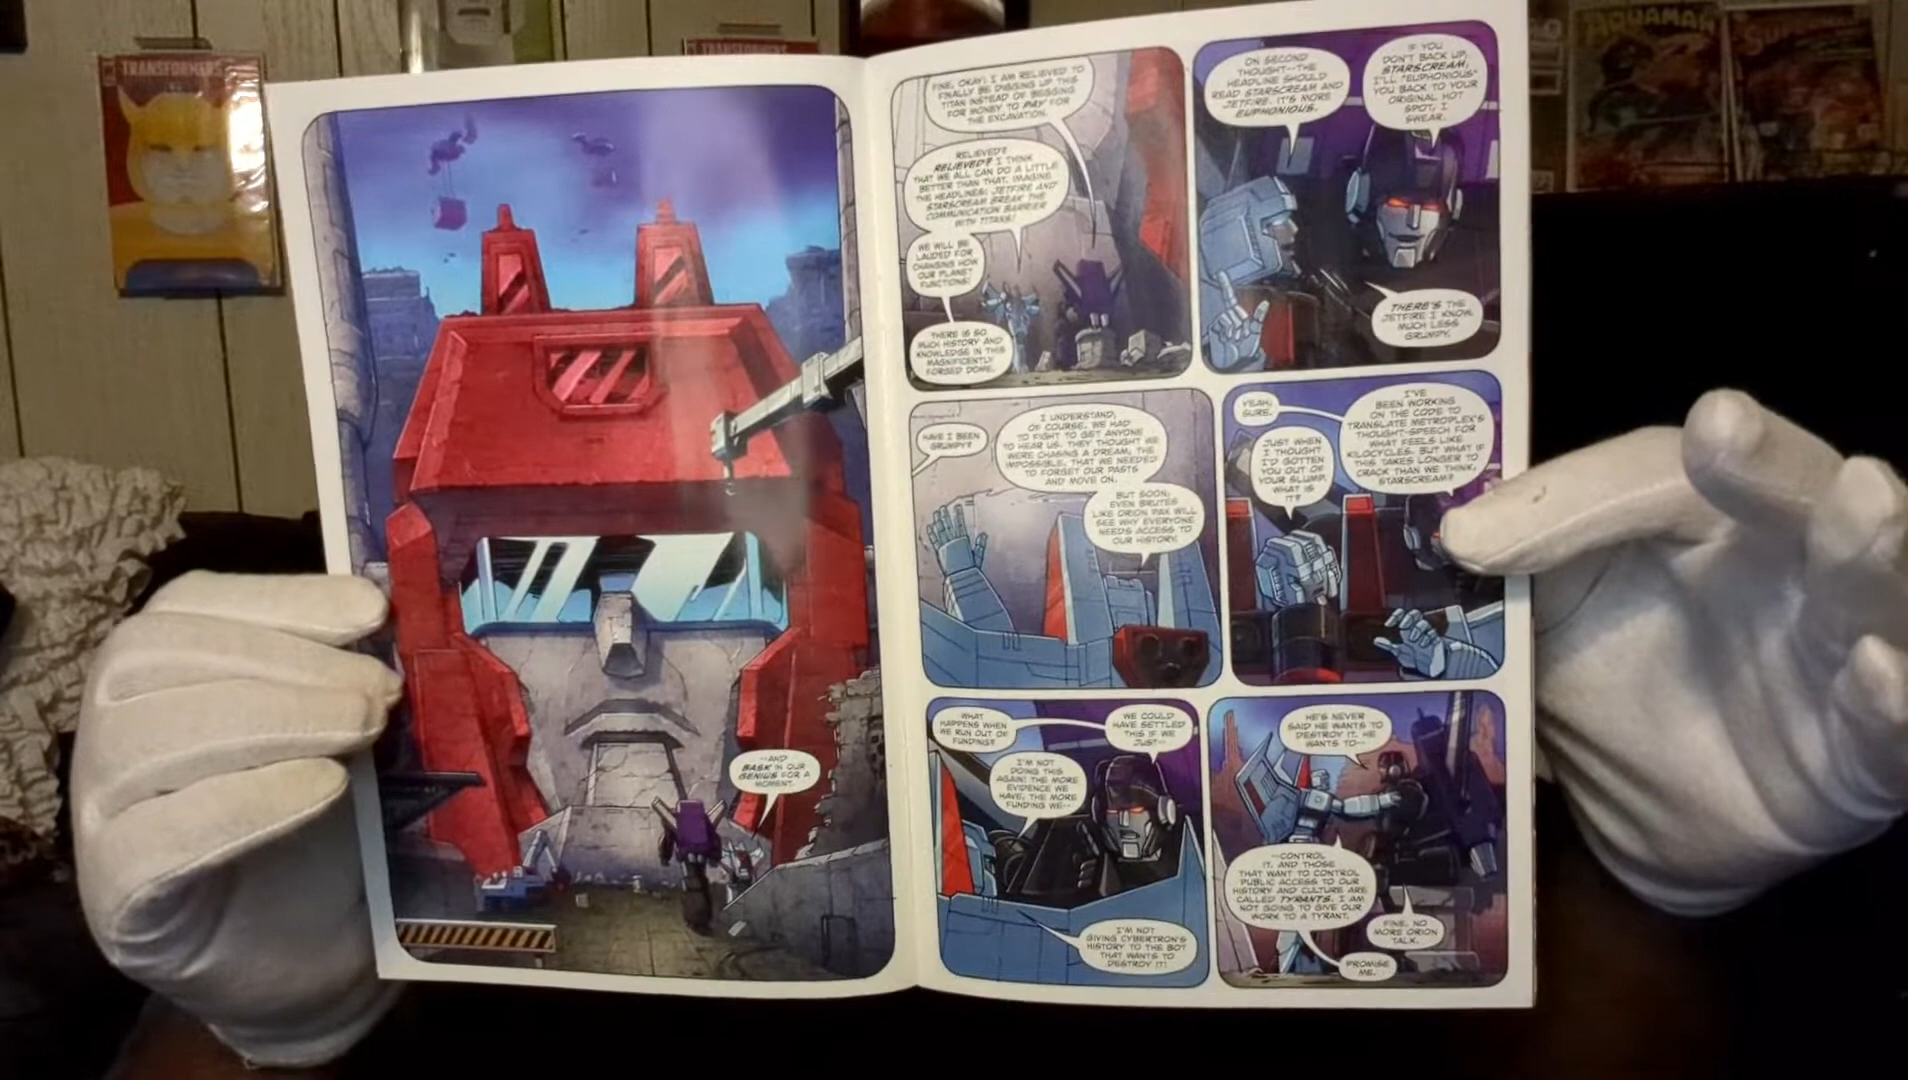 TRANSFORMERS
TRANSFORMERS
AQUAMAN
SUPERMAN
--AND
BASK IN OUR
GENIUS FOR A
MOMENT.
FINE, OKAY! I AM RELIEVED TO
FINALLY BE DIGGING UP THIS
TITAN INSTEAD OF BEGGING
FOR MONEY TO PAY FOR
THE EXCAVATION.
RELIEVED?
RELIEVED? I THINK
THAT WE ALL CAN DO A LITTLE
BETTER THAN THAT. IMAGINE
THE HEADLINES: JETFIRE AND
STARSCREAM BREAK THE
COMMUNICATION BARRIER
WITH TITANS!
WE WILL BE
LAUDED FOR
CHANGING HOW
OUR PLANET
FUNCTIONS!
THERE IS SO
MUCH HISTORY AND
KNOWLEDGE IN THIS
MAGNIFICENTLY
FORGED DOME.
ON SECOND
THOUGHT--THE
HEADLINE SHOULD
READ STARSCREAM AND
JETFIRE. IT'S MORE
EUPHONIOUS.
IF YOU
DON'T BACK UP,
STARSCREAM,
I'LL "EUPHONIOUS"
YOU BACK TO YOUR
ORIGINAL HOT
SPOT, I
SWEAR.
THERE'S THE
JETFIRE I KNOW.
MUCH LESS
GRUMPY.
HAVE I BEEN
GRUMPY?
I UNDERSTAND,
OF COURSE. WE HAD
TO FIGHT TO GET ANYONE
TO HEAR US. THEY THOUGHT WE
WERE CHASING A DREAM, THE
IMPOSSIBLE, THAT WE NEEDED
TO FORGET OUR PASTS
AND MOVE ON.
BUT SOON,
EVEN BRUTES
LIKE ORION PAX WILL
SEE WHY EVERYONE
NEEDS ACCESS TO
OUR HISTORY.
YEAH,
SURE.
JUST WHEN
I THOUGHT
I'D GOTTEN
YOU OUT OF
YOUR SLUMP.
WHAT IS
IT?
I'VE
BEEN WORKING
ON THE CODE TO
TRANSLATE METROPLEX'S
THOUGHT-SPEECH FOR
WHAT FEELS LIKE
KILOCYCLES. BUT WHAT IF
THIS TAKES LONGER TO
CRACK THAN WE THINK,
STARSCREAM?
WHAT
HAPPENS WHEN
WE RUN OUT OF
FUNDING?
WE COULD
HAVE SETTLED
THIS IF WE
JUST--
I'M NOT
DOING THIS
AGAIN! THE MORE
EVIDENCE WE
HAVE, THE MORE
FUNDING WE--
I'M NOT
GIVING CYBERTRON'S
HISTORY TO THE BOT
THAT WANTS TO
DESTROY IT!
HE'S NEVER
SAID HE WANTS TO
DESTROY IT. HE
WANTS TO--
--CONTROL
IT. AND THOSE
THAT WANT TO CONTROL
PUBLIC ACCESS TO OUR
HISTORY AND CULTURE ARE
CALLED TYRANTS. I AM
NOT GOING TO GIVE OUR
WORK TO A TYRANT.
FINE, NO
MORE ORION
TALK.
PROMISE
ME.